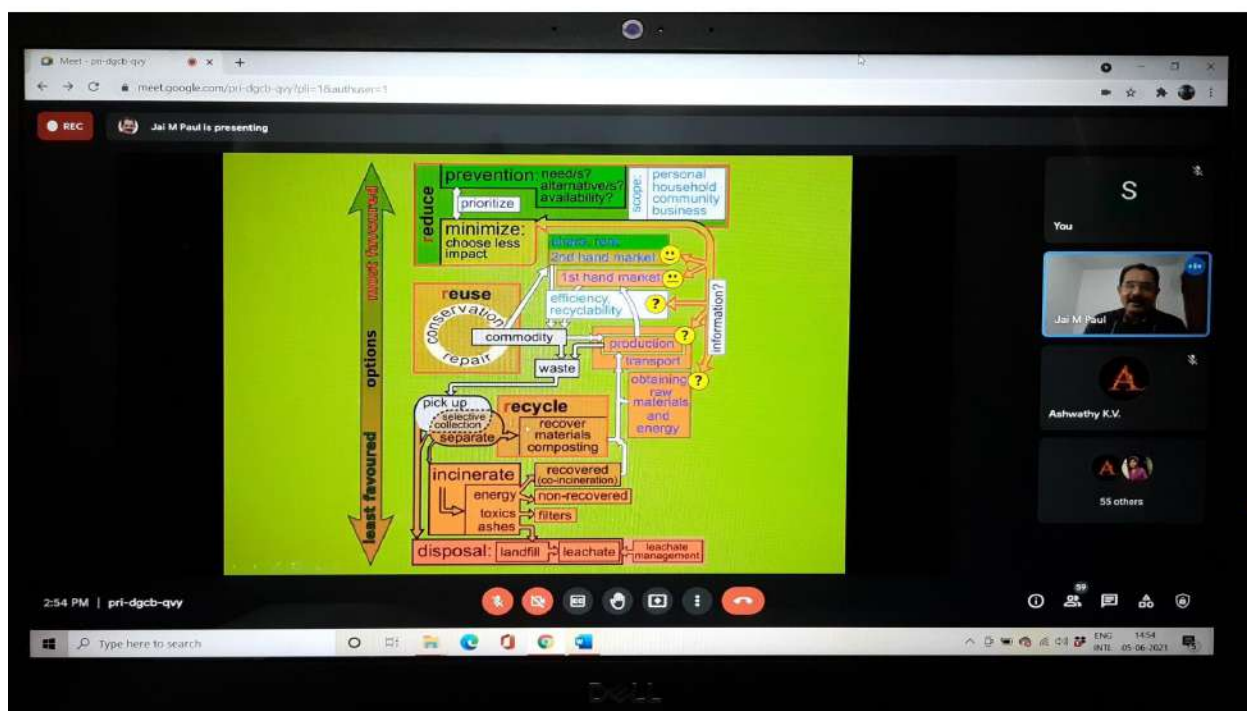 Meet - pri-dgcb-qvy
meet.google.com/pri-dgcb-qvy?pli=1&authuser=1
REC
Jai M Paul is presenting
most favoured
options
least favoured
reduce
prevention: need/s?
alternative/s?
availability?
scope:
personal
household
community
business
prioritize
minimize:
choose less
impact
2nd hand market
1st hand market
efficiency,
recyclability
?
information?
reuse
conservation
repair
commodity
production
?
transport
waste
obtaining
raw
materials
and
energy
?
pick up
selective
collection
separate
recycle
recover
materials
composting
incinerate
energy
toxics
ashes
recovered
(co-incineration)
non-recovered
filters
disposal:
landfill
leachate
leachate
management
S
You
Jai M Paul
A
Ashwathy K.V.
A
55 others
2:54 PM | pri-dgcb-qvy
59
Type here to search
ENG
INTL
14:54
05-06-2021
DELL